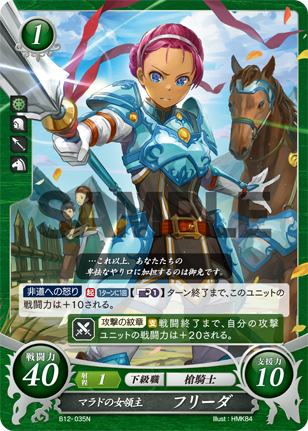 1
SAMPLE
…これ以上、あなたたちの
卑怯なやり口に加担するのは御免です。
非道への怒り 起 1ターンに1回 【1】ターン終了まで、このユニットの
戦闘力は+10される。
攻撃の紋章 支 戦闘終了まで、自分の攻撃
ユニットの戦闘力は+20される。
戦闘力 40
射程 1 下級職 槍騎士
支援力 10
マラドの女領主 フリーダ
B12-035N Illust:HMK84